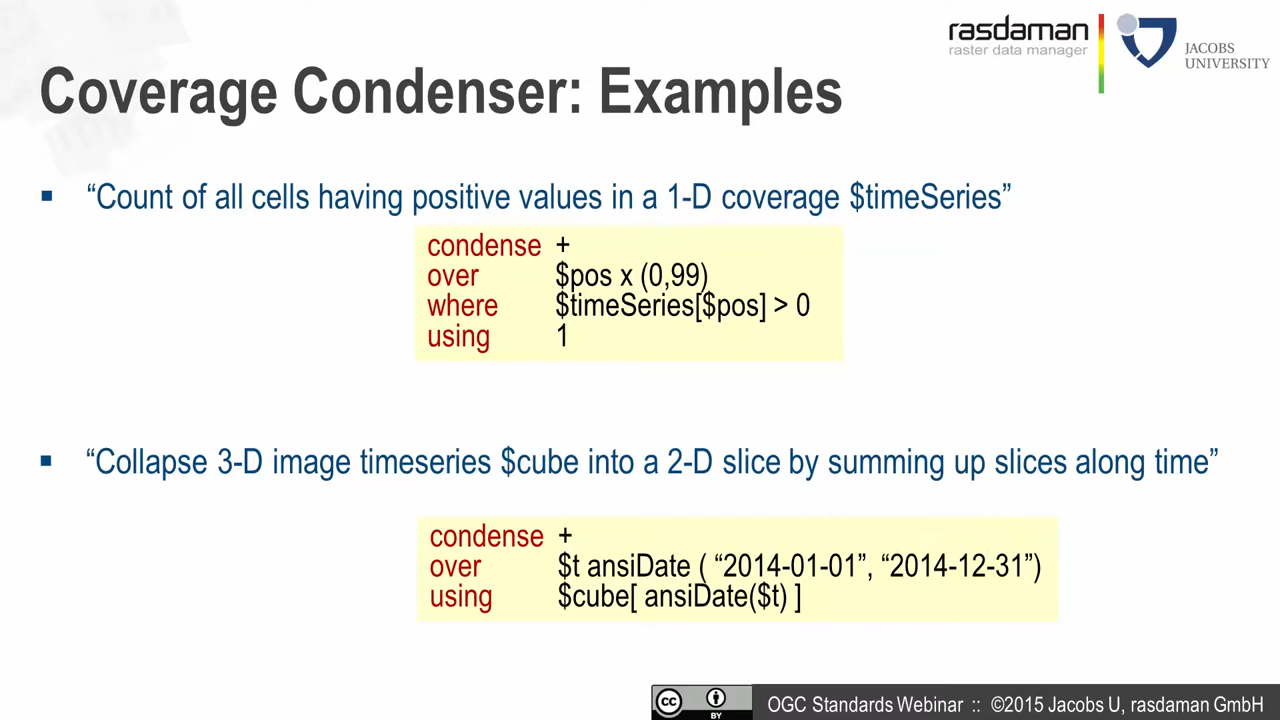 rasdaman
raster data manager
JACOBS
UNIVERSITY
Coverage Condenser: Examples
▪ “Count of all cells having positive values in a 1-D coverage $timeSeries”
condense +
over $pos x (0,99)
where $timeSeries[$pos] > 0
using 1
▪ “Collapse 3-D image timeseries $cube into a 2-D slice by summing up slices along time”
condense +
over $t ansiDate ( “2014-01-01”, “2014-12-31”)
using $cube[ ansiDate($t) ]
cc BY
OGC Standards Webinar :: ©2015 Jacobs U, rasdaman GmbH